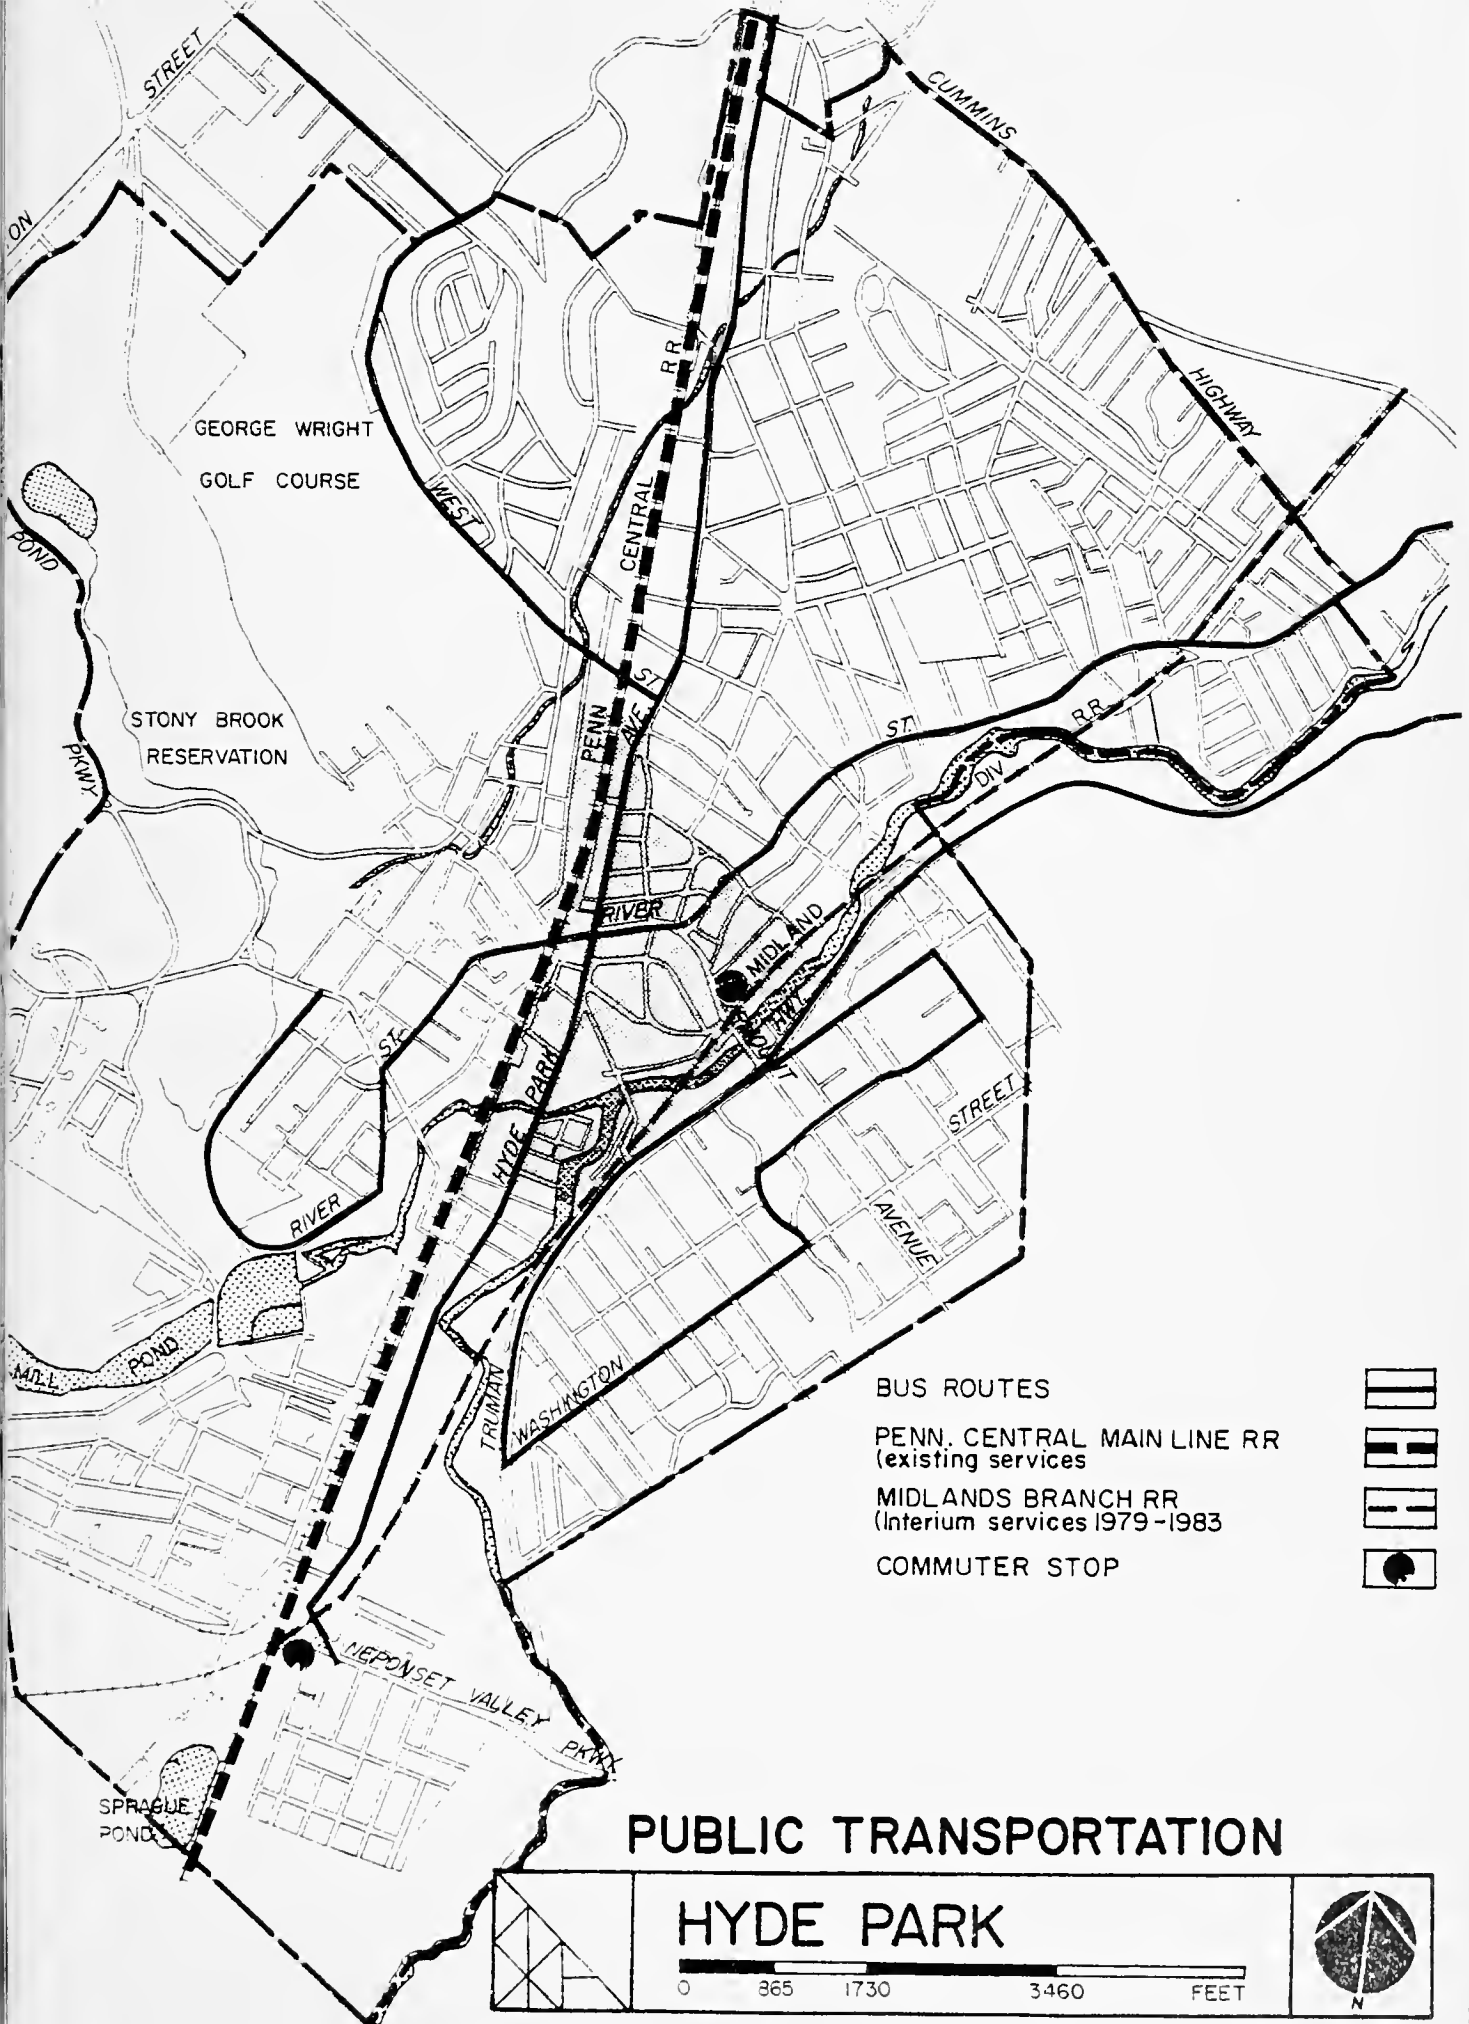 STREET
CUMMINS
ON
R R
HIGHWAY
GEORGE WRIGHT
GOLF COURSE
WEST
CENTRAL
POND
ST.
STONY BROOK
RESERVATION
PENN
AVE.
ST.
R.R.
PKWY
DIV
RIVER
MIDLAND
ST.
HYDE PARK
STREET
RIVER
AVENUE
MILL POND
TRUMAN
WASHINGTON
BUS ROUTES
PENN. CENTRAL MAIN LINE RR
(existing services
MIDLANDS BRANCH RR
(Interium services 1979-1983
COMMUTER STOP
NEPONSET VALLEY
PKWY
SPRAGUE
POND
PUBLIC TRANSPORTATION
HYDE PARK
0 865 1730 3460 FEET
N